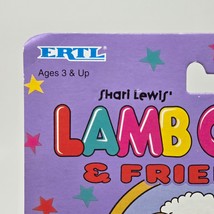 ERTL
Ages 3 & Up
Shari Lewis'
LAMB
& FRIE